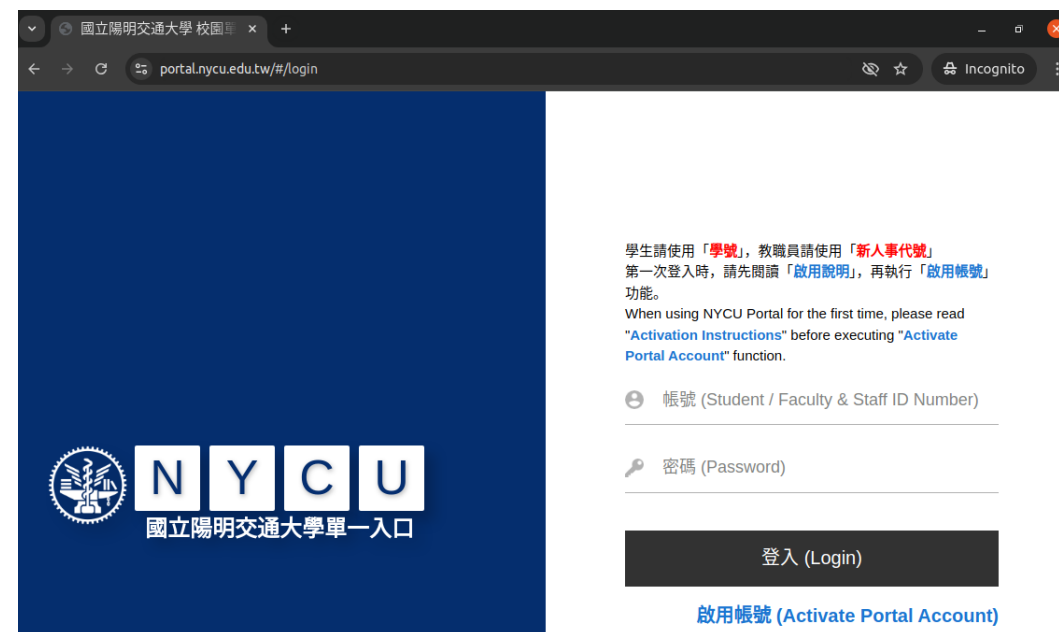 國立陽明交通大學 校園
portal.nycu.edu.tw/#/login
Incognito
學生請使用「學號」，教職員請使用「新人事代號」
第一次登入時，請先閱讀「啟用說明」，再執行「啟用帳號」
功能。
When using NYCU Portal for the first time, please read
"Activation Instructions" before executing "Activate
Portal Account" function.
帳號 (Student / Faculty & Staff ID Number)
密碼 (Password)
登入 (Login)
啟用帳號 (Activate Portal Account)
N Y C U
國立陽明交通大學單一入口